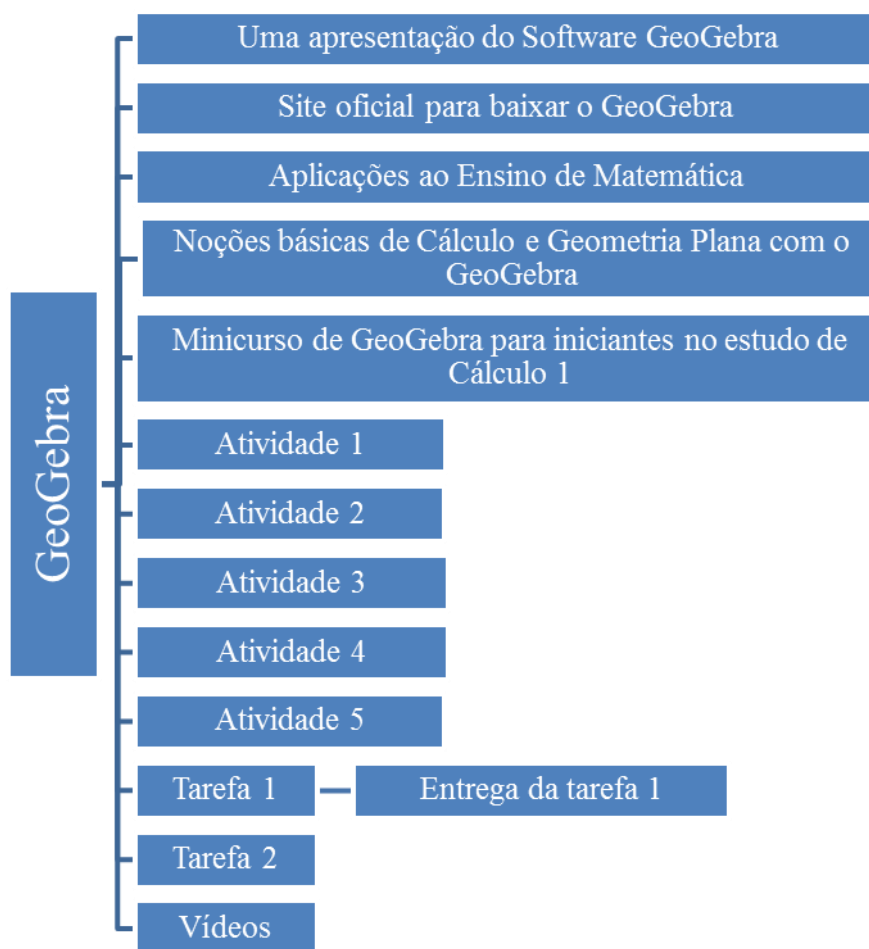 GeoGebra
Uma apresentação do Software GeoGebra
Site oficial para baixar o GeoGebra
Aplicações ao Ensino de Matemática
Noções básicas de Cálculo e Geometria Plana com o
GeoGebra
Minicurso de GeoGebra para iniciantes no estudo de
Cálculo 1
Atividade 1
Atividade 2
Atividade 3
Atividade 4
Atividade 5
Tarefa 1
Entrega da tarefa 1
Tarefa 2
Vídeos